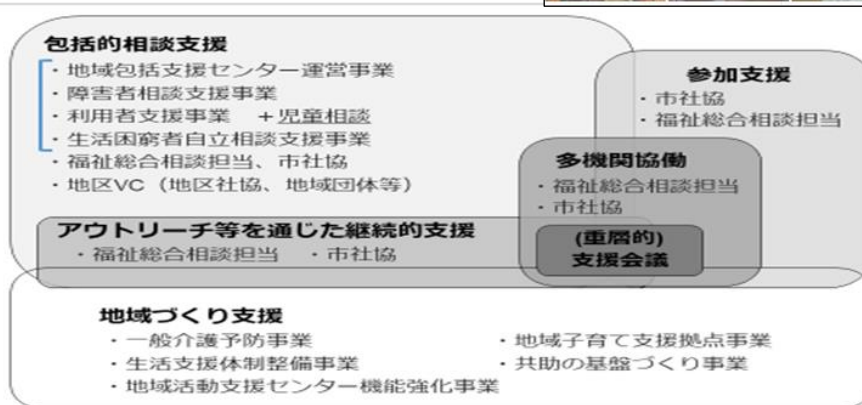 包括的相談支援
・地域包括支援センター運営事業
・障害者相談支援事業
・利用者支援事業 +児童相談
・生活困窮者自立相談支援事業
・福祉総合相談担当、市社協
・地区VC(地区社協、地域団体等)
参加支援
・市社協
・福祉総合相談担当
多機関協働
・福祉総合相談担当
・市社協
(重層的)
支援会議
アウトリーチ等を通じた継続的支援
・福祉総合相談担当 ・市社協
地域づくり支援
・一般介護予防事業
・生活支援体制整備事業
・地域活動支援センター機能強化事業
・地域子育て支援拠点事業
・共助の基盤づくり事業